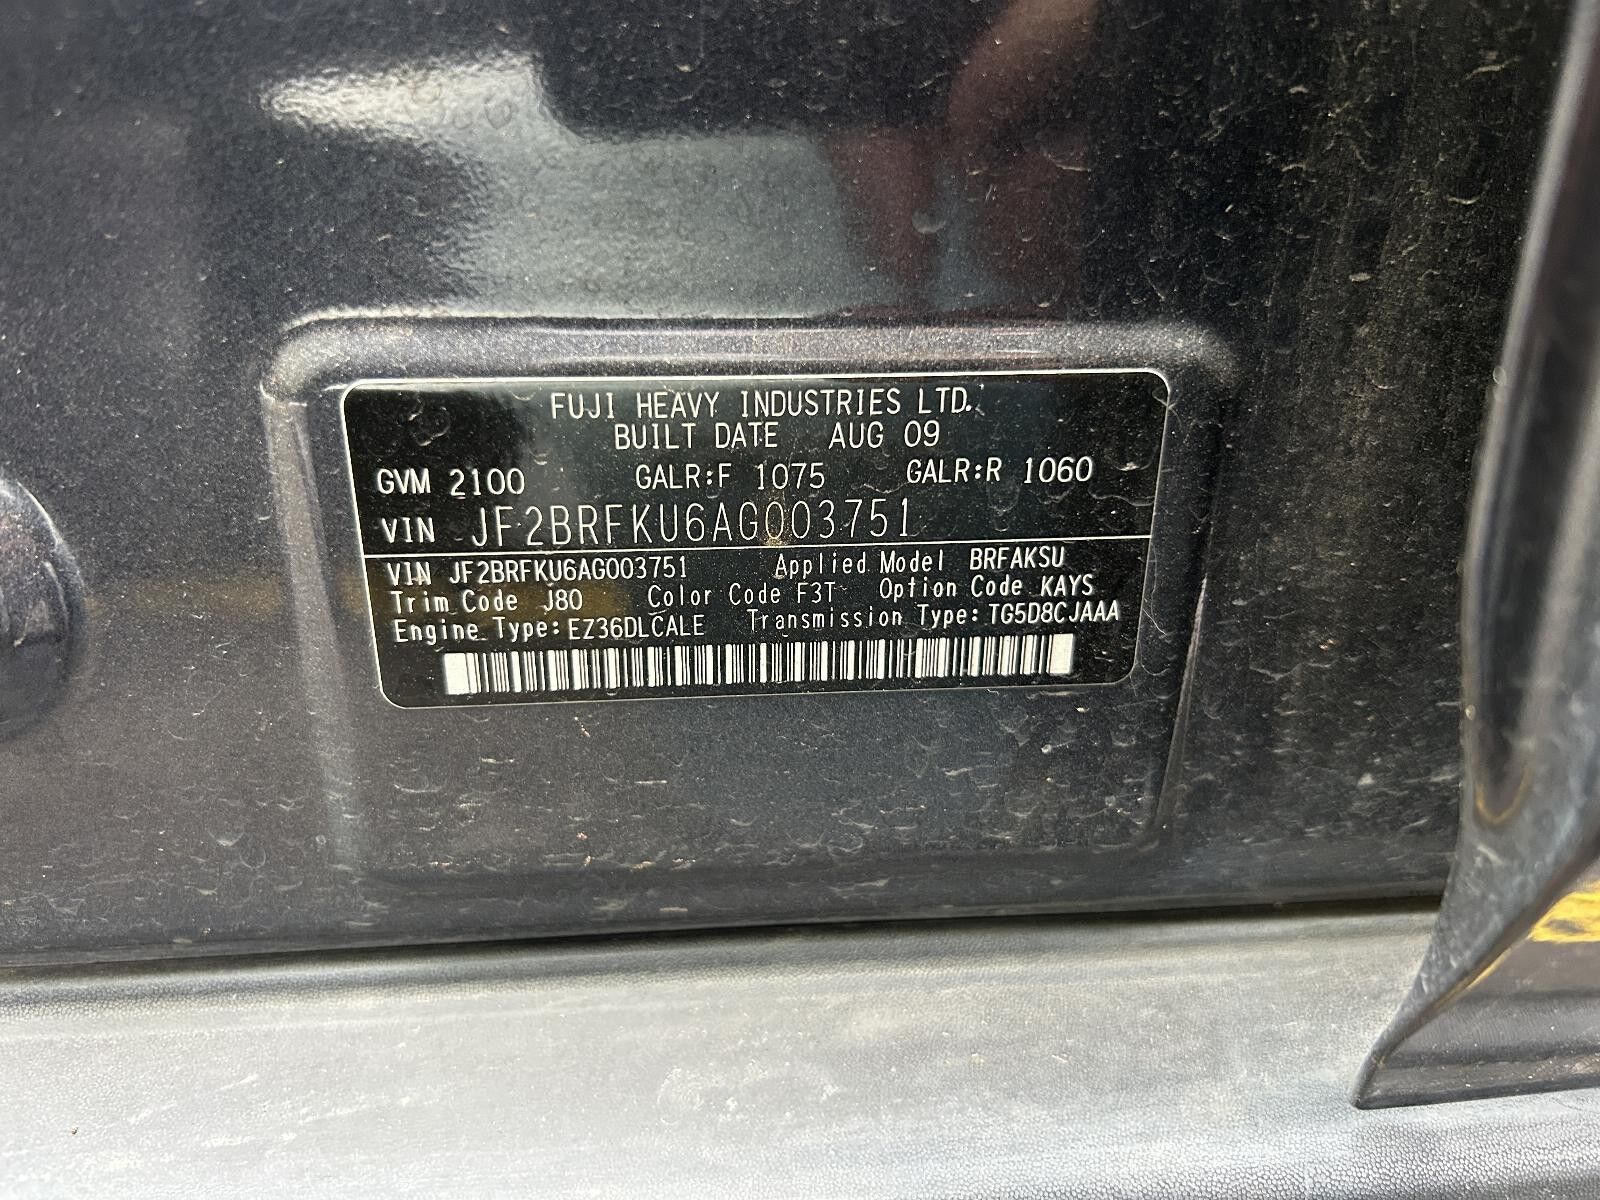 FUJI HEAVY INDUSTRIES LTD.
BUILT DATE AUG 09
GVM 2100 GALR:F 1075 GALR:R 1060
VIN JF2BRFKU6AG003751
VIN JF2BRFKU6AG003751 Applied Model BRFAKSU
Trim Code J80 Color Code F3T Option Code KAYS
Engine Type: EZ36DLCALE Transmission Type: TG5D8CJAAA